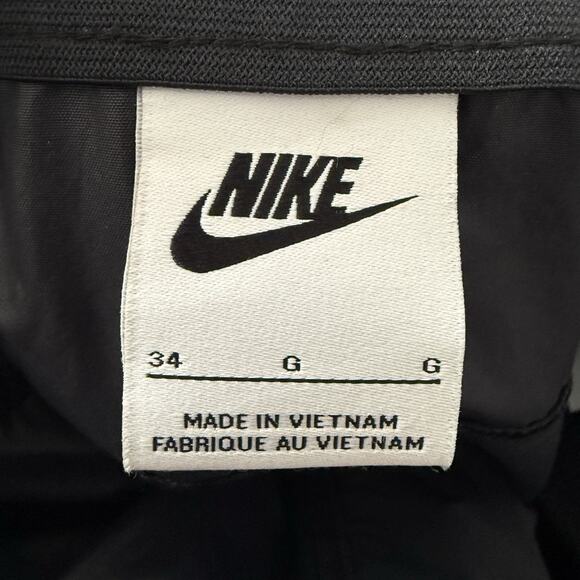 NIKE
34 G G
MADE IN VIETNAM
FABRIQUE AU VIETNAM